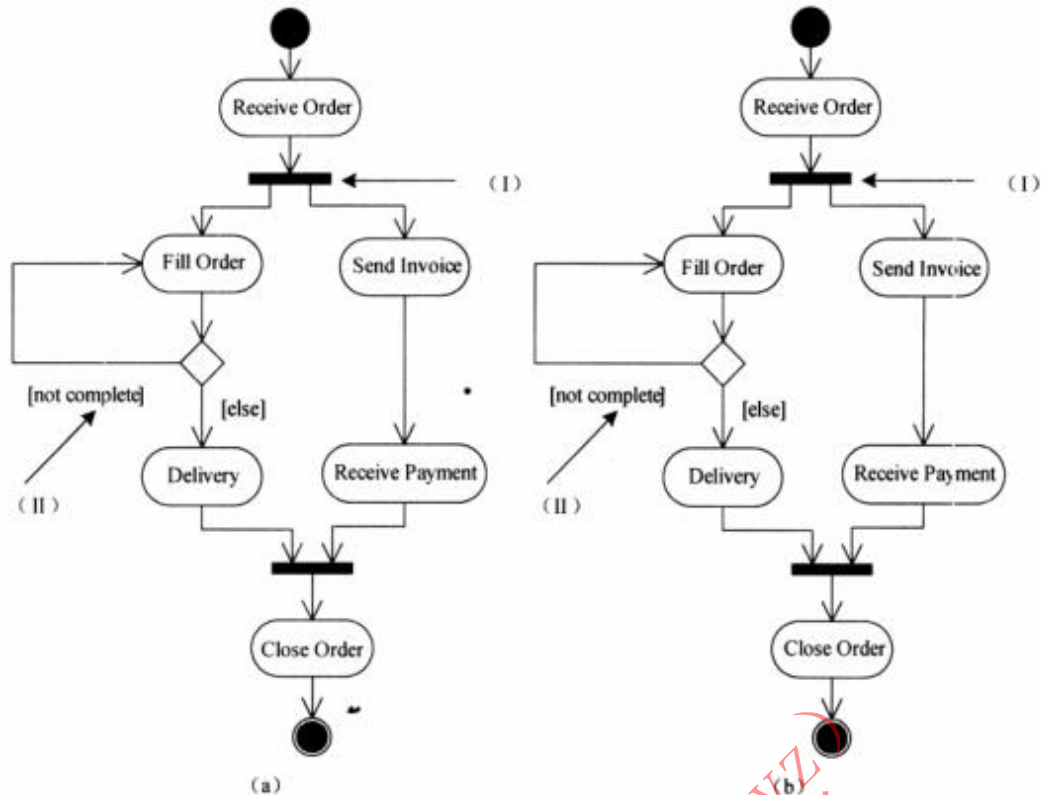 Receive Order
(I)
Fill Order
Send Invoice
[not complete]
[else]
(II)
Delivery
Receive Payment
Close Order
(a)
Receive Order
(I)
Fill Order
Send Invoice
[not complete]
[else]
(II)
Delivery
Receive Payment
Close Order
(b)